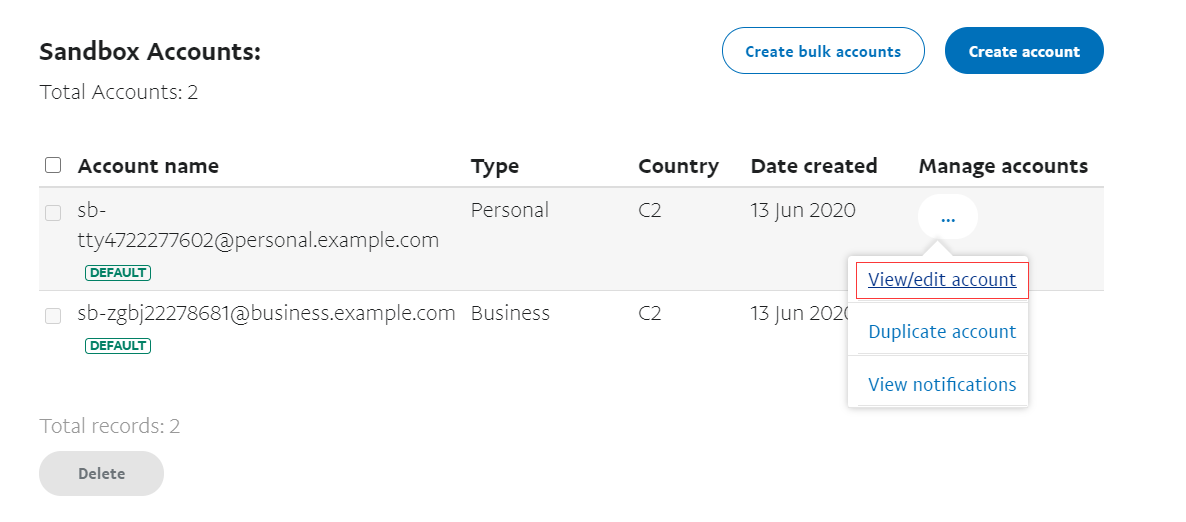 Sandbox Accounts:
Create bulk accounts
Create account
Total Accounts: 2
Account name Type Country Date created Manage accounts
sb-
tty4722277602@personal.example.com
Personal C2 13 Jun 2020 ...
DEFAULT
View/edit account
sb-zgbj22278681@business.example.com Business C2 13 Jun 2020
DEFAULT
Duplicate account
View notifications
Total records: 2
Delete